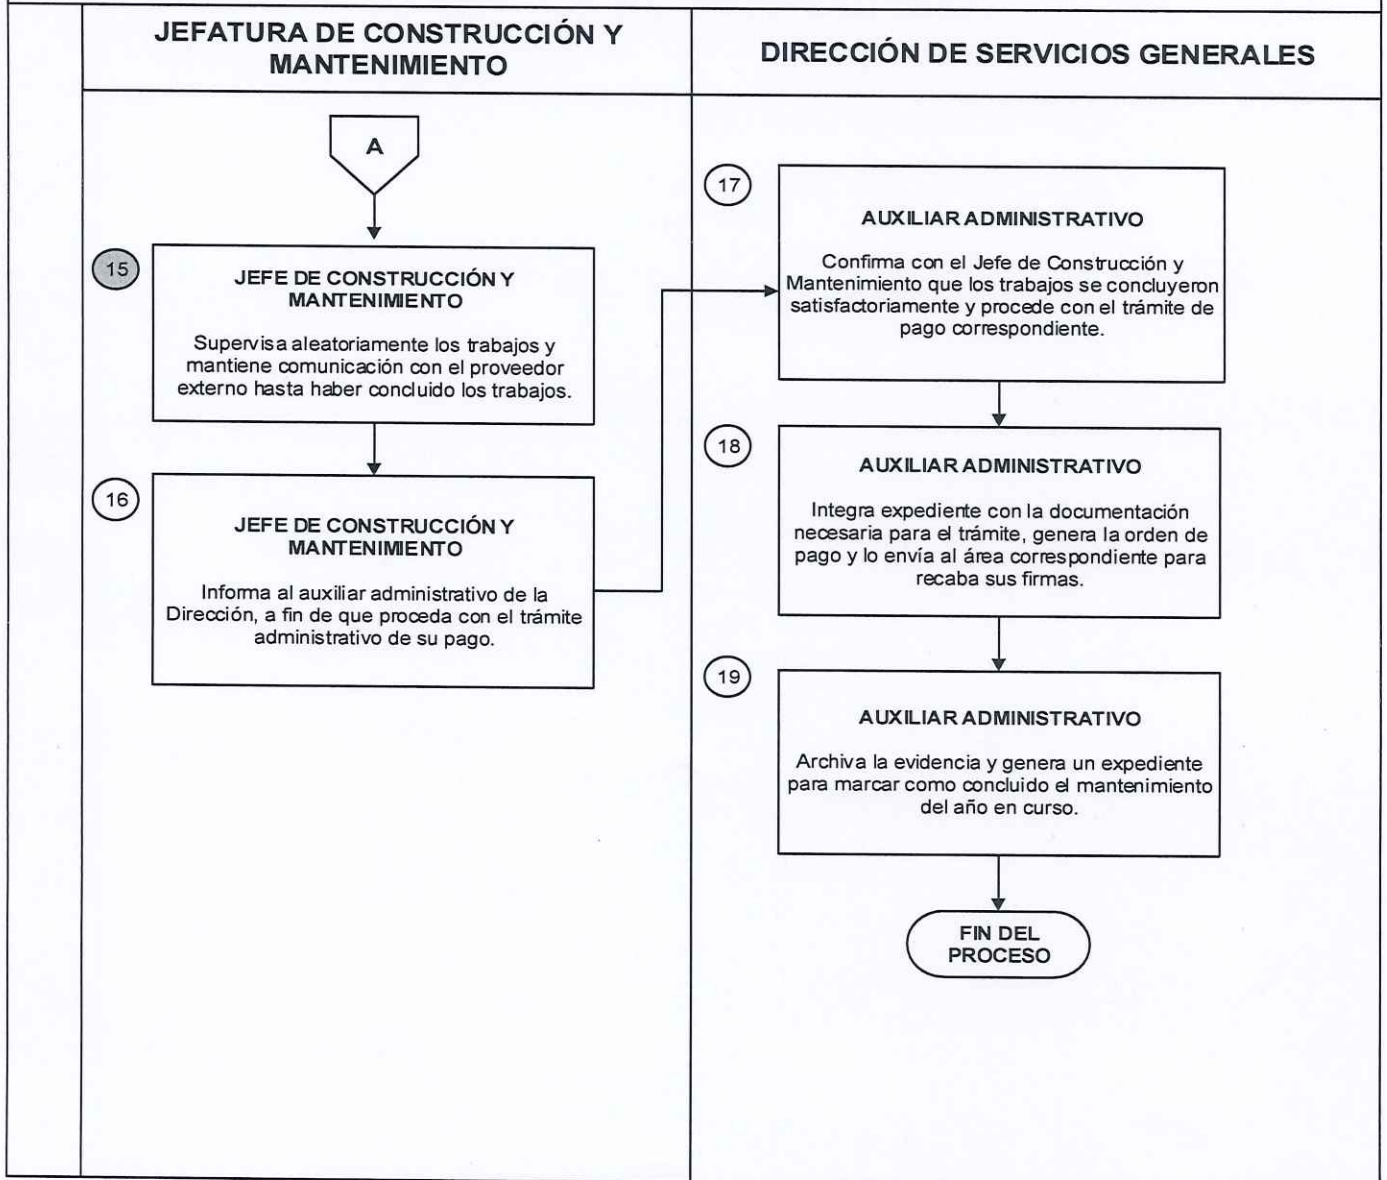 JEFATURA DE CONSTRUCCIÓN Y
MANTENIMIENTO
DIRECCIÓN DE SERVICIOS GENERALES
A
15
JEFE DE CONSTRUCCIÓN Y
MANTENIMIENTO
Supervisa aleatoriamente los trabajos y
mantiene comunicación con el proveedor
externo hasta haber concluido los trabajos.
16
JEFE DE CONSTRUCCIÓN Y
MANTENIMIENTO
Informa al auxiliar administrativo de la
Dirección, a fin de que proceda con el trámite
administrativo de su pago.
17
AUXILIAR ADMINISTRATIVO
Confirma con el Jefe de Construcción y
Mantenimiento que los trabajos se concluyeron
satisfactoriamente y procede con el trámite de
pago correspondiente.
18
AUXILIAR ADMINISTRATIVO
Integra expediente con la documentación
necesaria para el trámite, genera la orden de
pago y lo envía al área correspondiente para
recaba sus firmas.
19
AUXILIAR ADMINISTRATIVO
Archiva la evidencia y genera un expediente
para marcar como concluido el mantenimiento
del año en curso.
FIN DEL
PROCESO